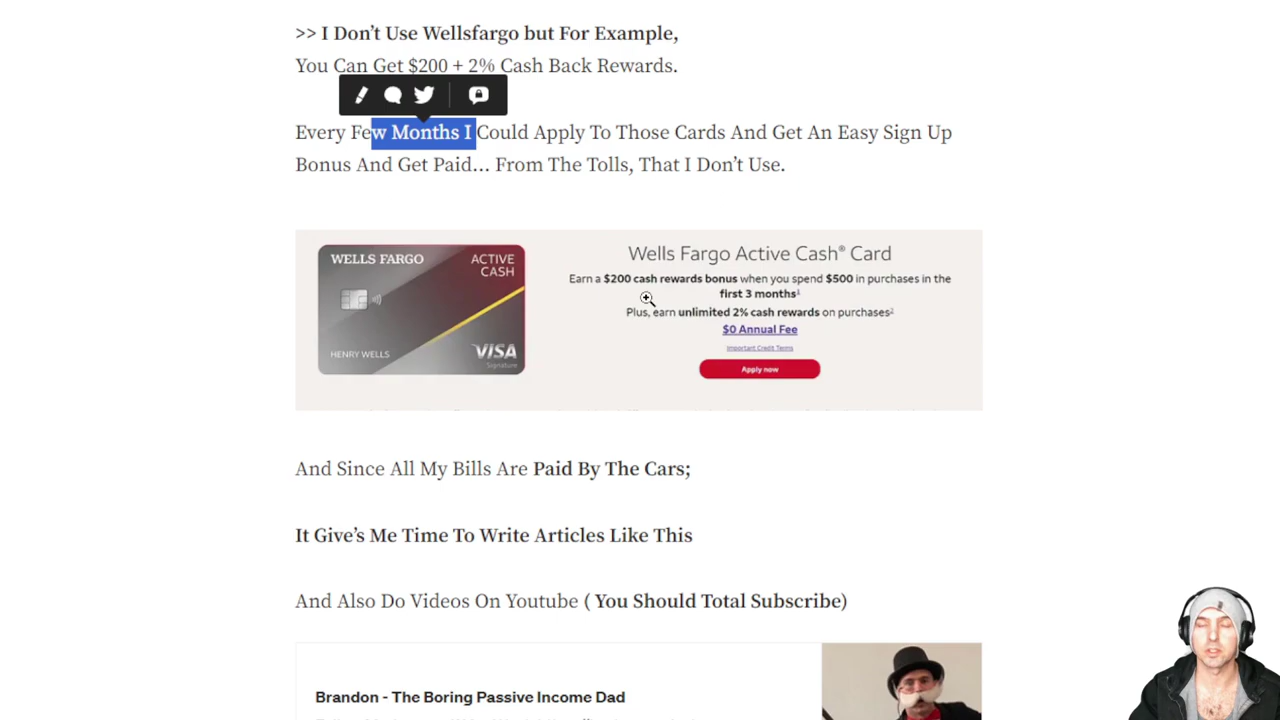 >> I Don’t Use Wellsfargo but For Example,
You Can Get $200 + 2% Cash Back Rewards.
Every Few Months I Could Apply To Those Cards And Get An Easy Sign Up
Bonus And Get Paid… From The Tolls, That I Don’t Use.
WELLS FARGO
ACTIVE
CASH
HENRY WELLS
VISA
Signature
Wells Fargo Active Cash® Card
Earn a $200 cash rewards bonus when you spend $500 in purchases in the
first 3 months1
Plus, earn unlimited 2% cash rewards on purchases2
$0 Annual Fee
Important Credit Terms
Apply now
And Since All My Bills Are Paid By The Cars;
It Give’s Me Time To Write Articles Like This
And Also Do Videos On Youtube ( You Should Total Subscribe)
Brandon - The Boring Passive Income Dad